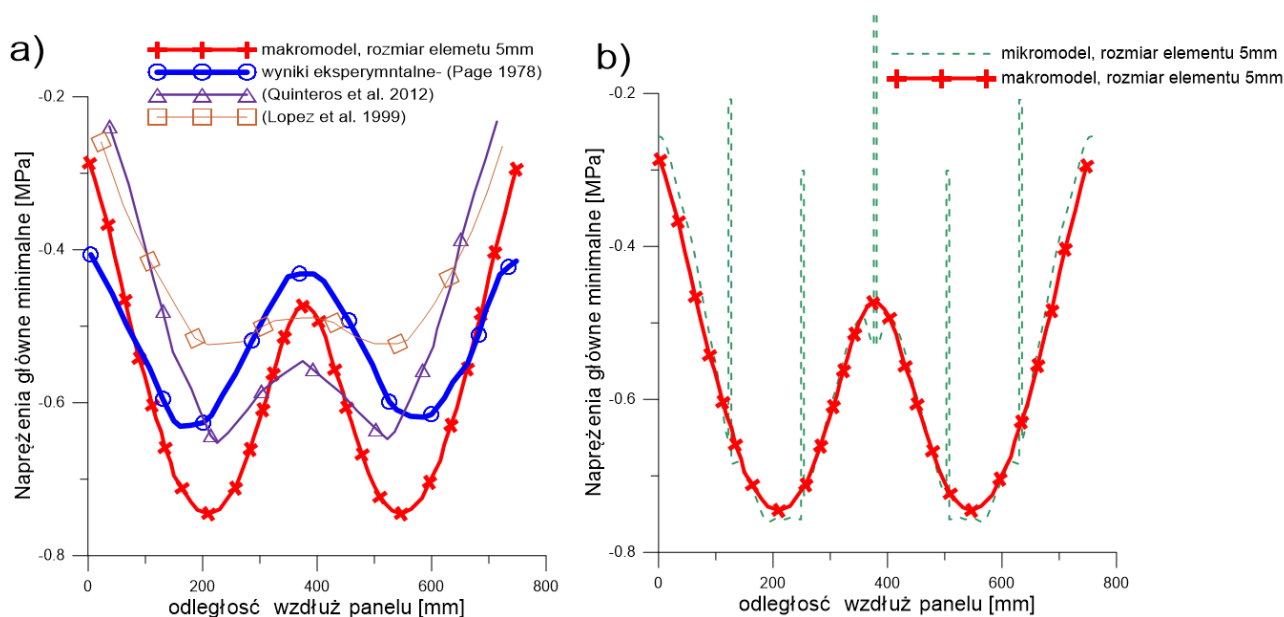 a)
makromodel, rozmiar elemetu 5mm
wyniki eksperymntalne- (Page 1978)
(Quinteros et al. 2012)
(Lopez et al. 1999)
Naprężenia główne minimalne [MPa]
-0.2
-0.4
-0.6
-0.8
0
200
400
600
800
odległosć wzdłuż panelu [mm]
b)
mikromodel, rozmiar elementu 5mm
makromodel, rozmiar elementu 5mm
Naprężenia główne minimalne [MPa]
-0.2
-0.4
-0.6
-0.8
0
200
400
600
800
odległosć wzdłuż panelu [mm]